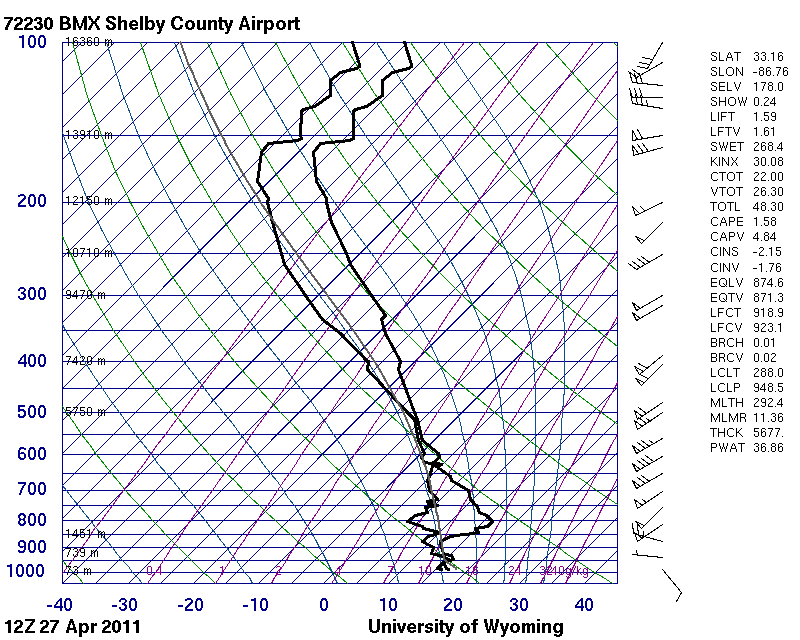 72230 BMX Shelby County Airport
100
16360 m
13910 m
200
12150 m
10710 m
300
9470 m
400
7420 m
500
5750 m
600
700
800
1451 m
900
739 m
1000
73 m
0.4 1 2 4 7 10 16 24 32 40g/kg
-40 -30 -20 -10 0 10 20 30 40
12Z 27 Apr 2011 University of Wyoming
SLAT 33.16
SLON -86.76
SELV 178.0
SHOW 0.24
LIFT 1.59
LFTV 1.61
SWET 268.4
KINX 30.08
CTOT 22.00
VTOT 26.30
TOTL 48.30
CAPE 1.58
CAPV 4.84
CINS -2.15
CINV -1.76
EQLV 874.6
EQTV 871.3
LFCT 918.9
LFCV 923.1
BRCH 0.01
BRCV 0.02
LCLT 288.0
LCLP 948.5
MLTH 292.4
MLMR 11.36
THCK 5677.
PWAT 36.86